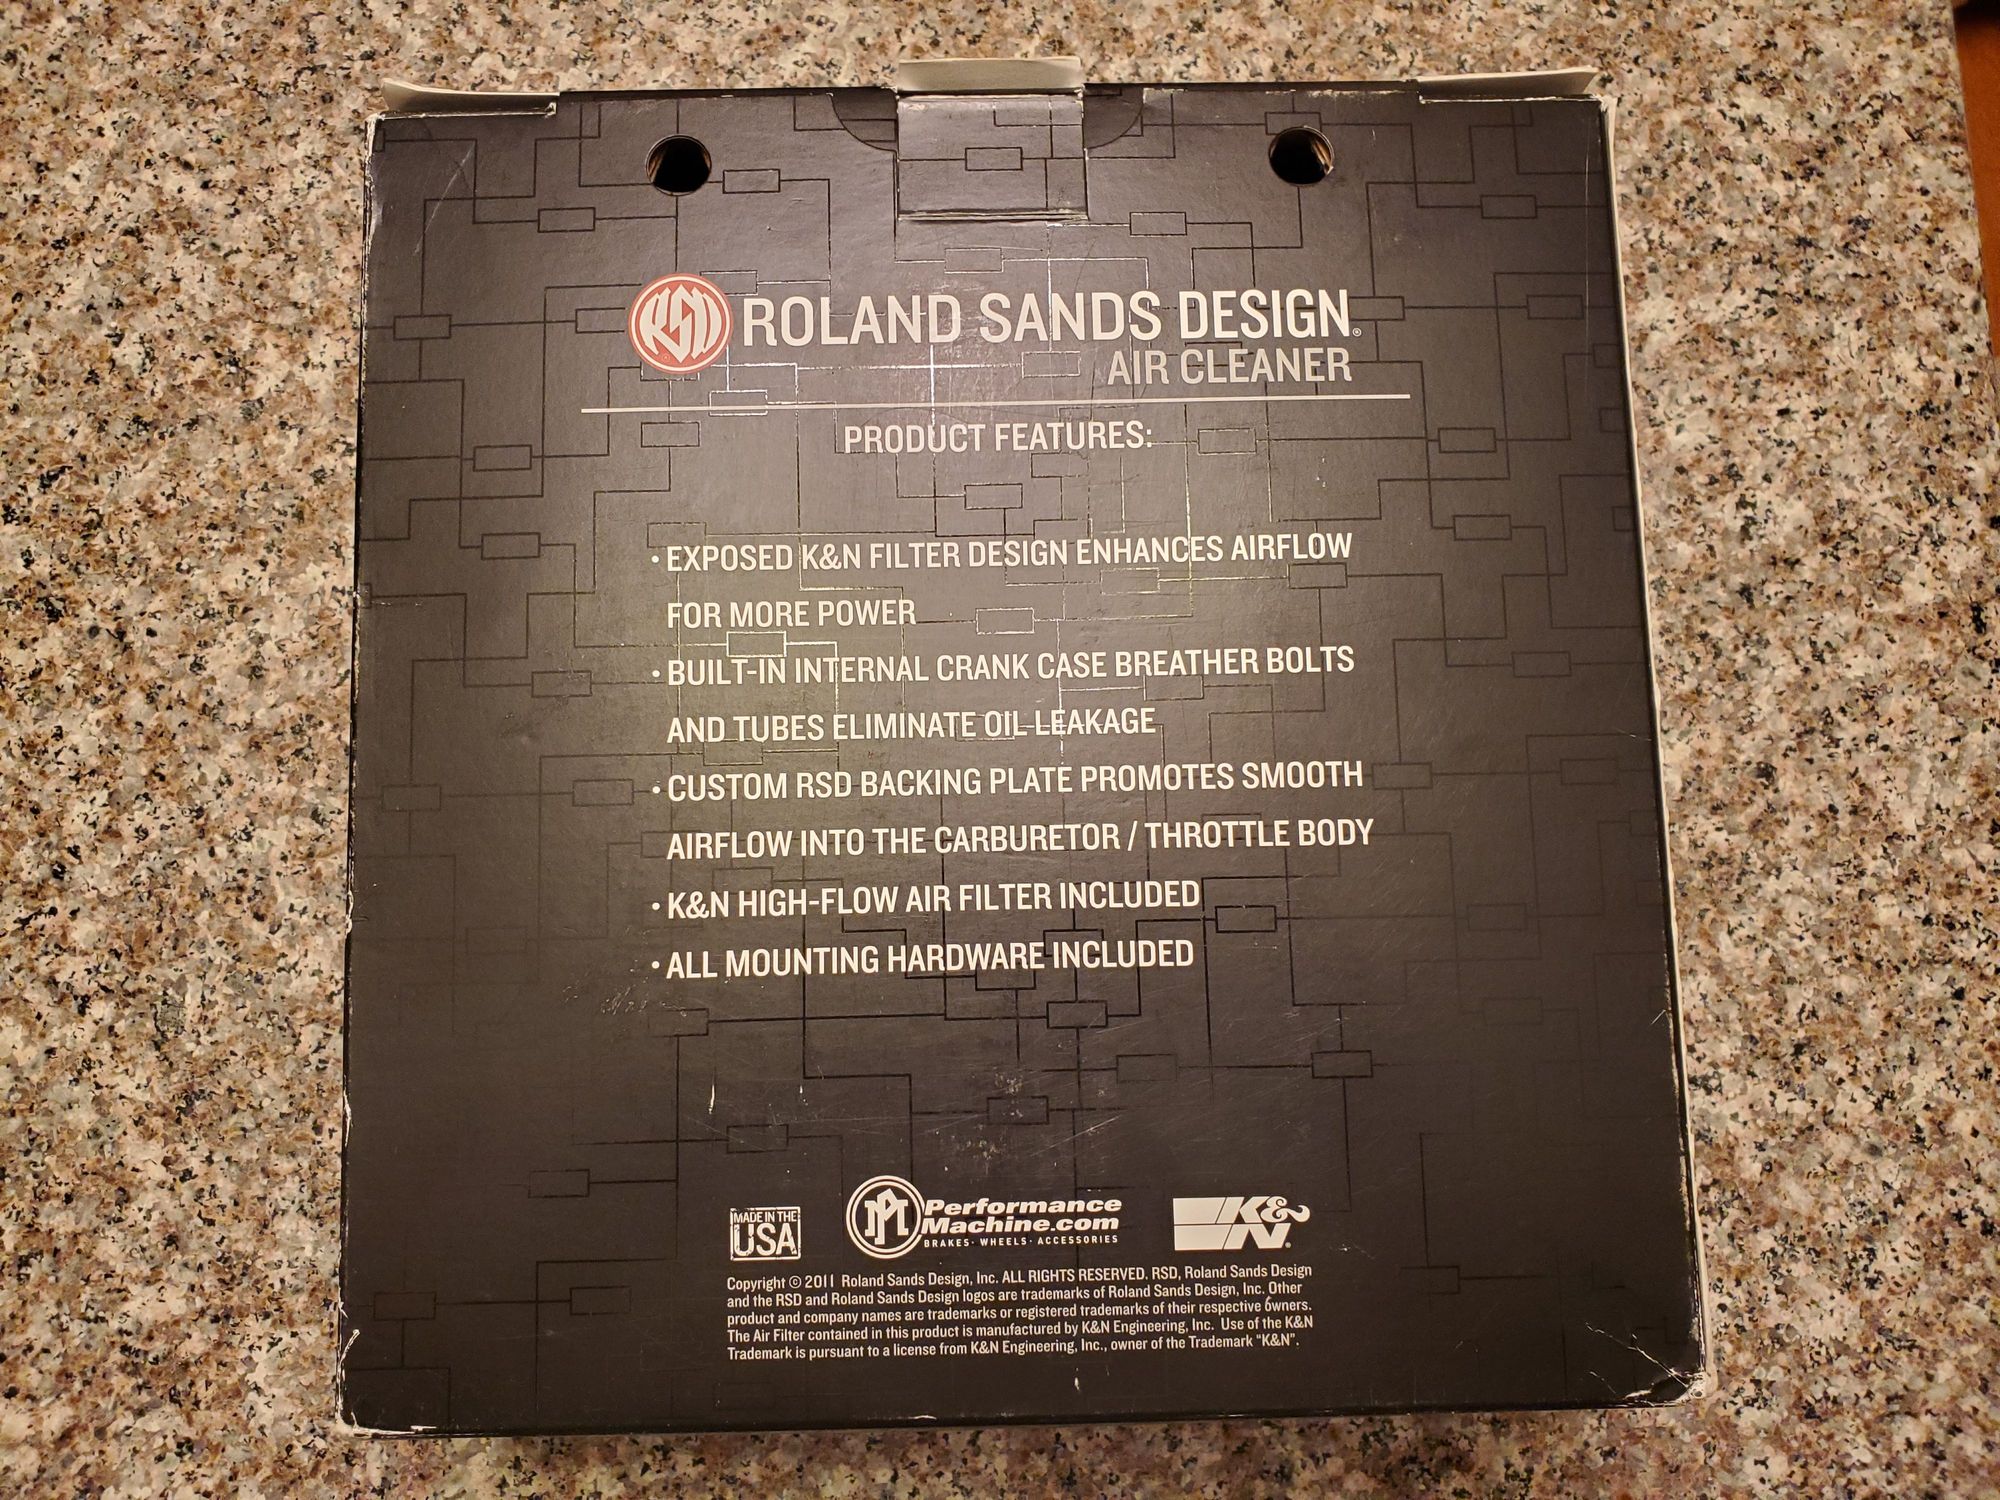 RSD ROLAND SANDS DESIGN®
AIR CLEANER
PRODUCT FEATURES:
• EXPOSED K&N FILTER DESIGN ENHANCES AIRFLOW
FOR MORE POWER
• BUILT-IN INTERNAL CRANK CASE BREATHER BOLTS
AND TUBES ELIMINATE OIL LEAKAGE
• CUSTOM RSD BACKING PLATE PROMOTES SMOOTH
AIRFLOW INTO THE CARBURETOR / THROTTLE BODY
• K&N HIGH-FLOW AIR FILTER INCLUDED
• ALL MOUNTING HARDWARE INCLUDED
MADE IN THE
USA
PM Performance
Machine.com
BRAKES · WHEELS · ACCESSORIES
K&N®
Copyright © 2011 Roland Sands Design, Inc. ALL RIGHTS RESERVED. RSD, Roland Sands Design
and the RSD and Roland Sands Design logos are trademarks of Roland Sands Design, Inc. Other
product and company names are trademarks or registered trademarks of their respective owners.
The Air Filter contained in this product is manufactured by K&N Engineering, Inc. Use of the K&N
Trademark is pursuant to a license from K&N Engineering, Inc., owner of the Trademark "K&N".